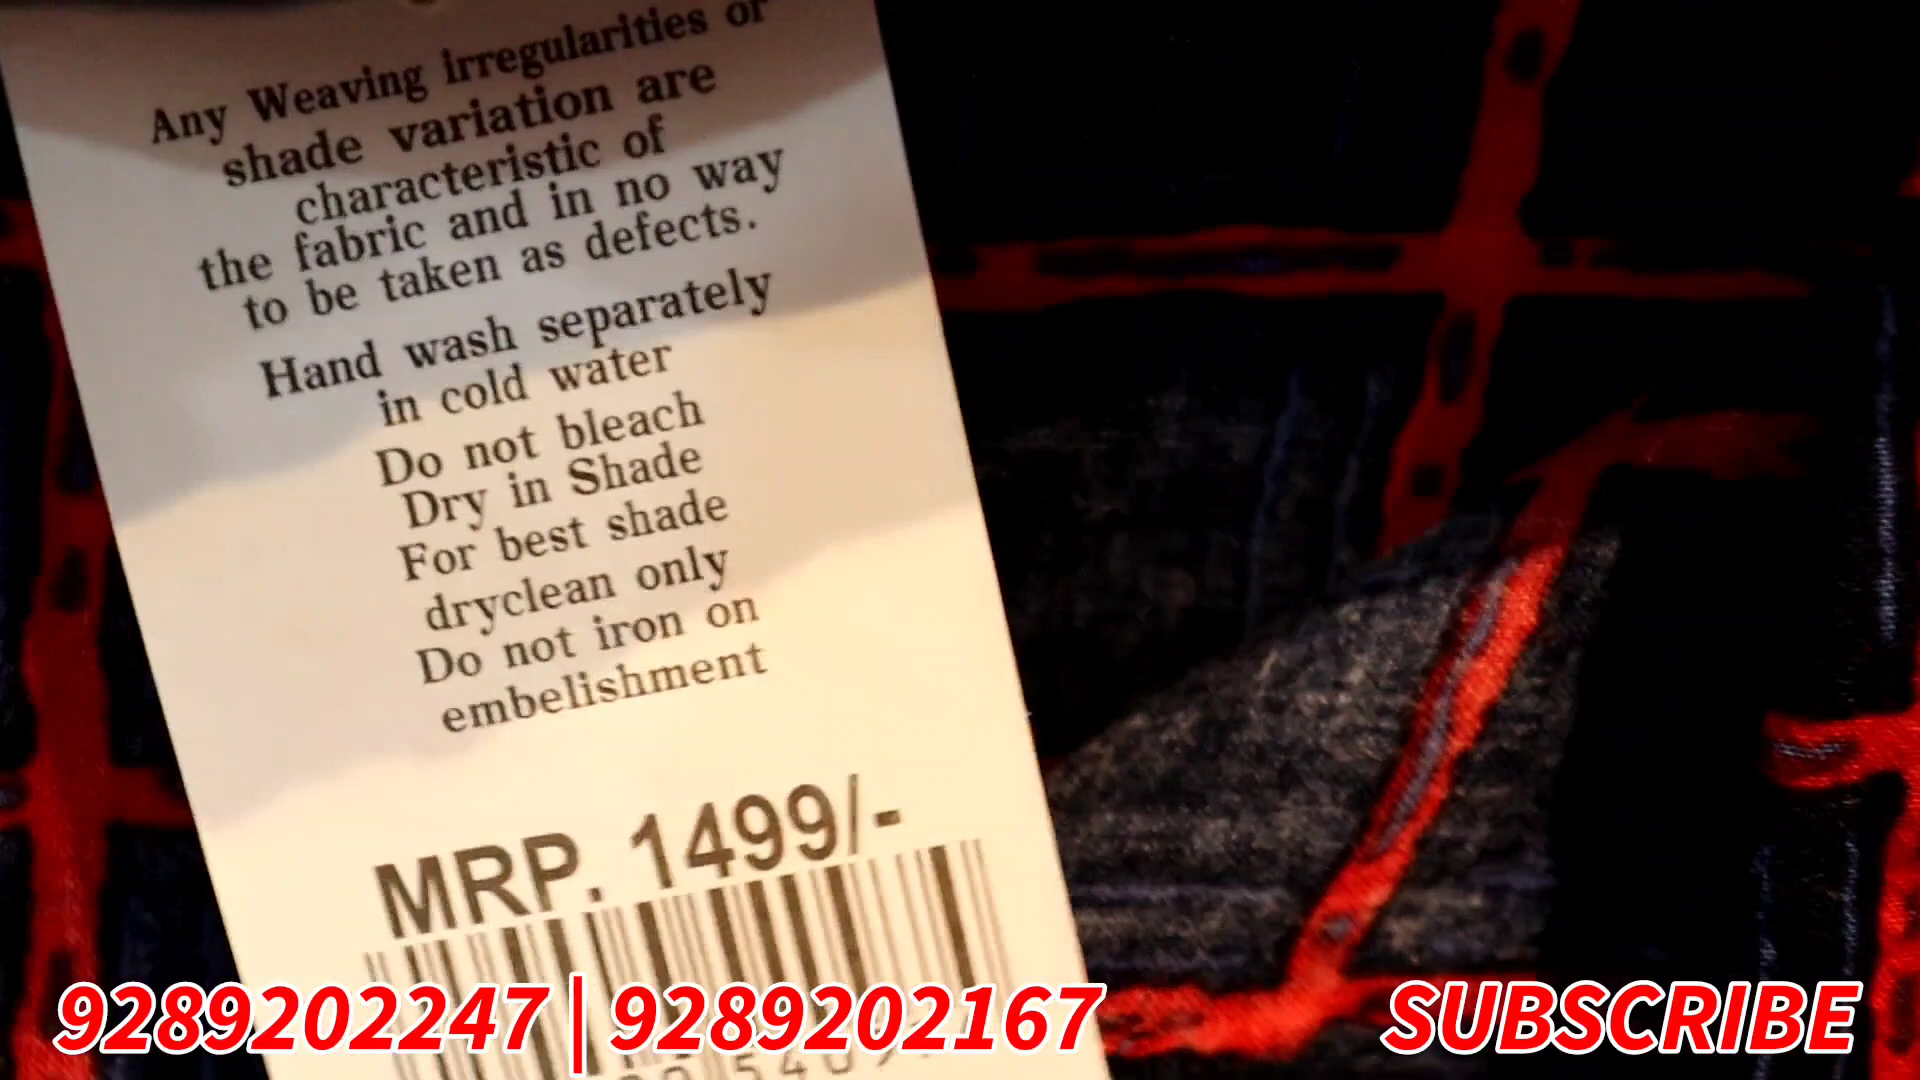 Any Weaving irregularities or
shade variation are
characteristic of
the fabric and in no way
to be taken as defects.
Hand wash separately
in cold water
Do not bleach
Dry in Shade
For best shade
dryclean only
Do not iron on
embelishment
MRP. 1499/-
9289202247 | 9289202167
SUBSCRIBE